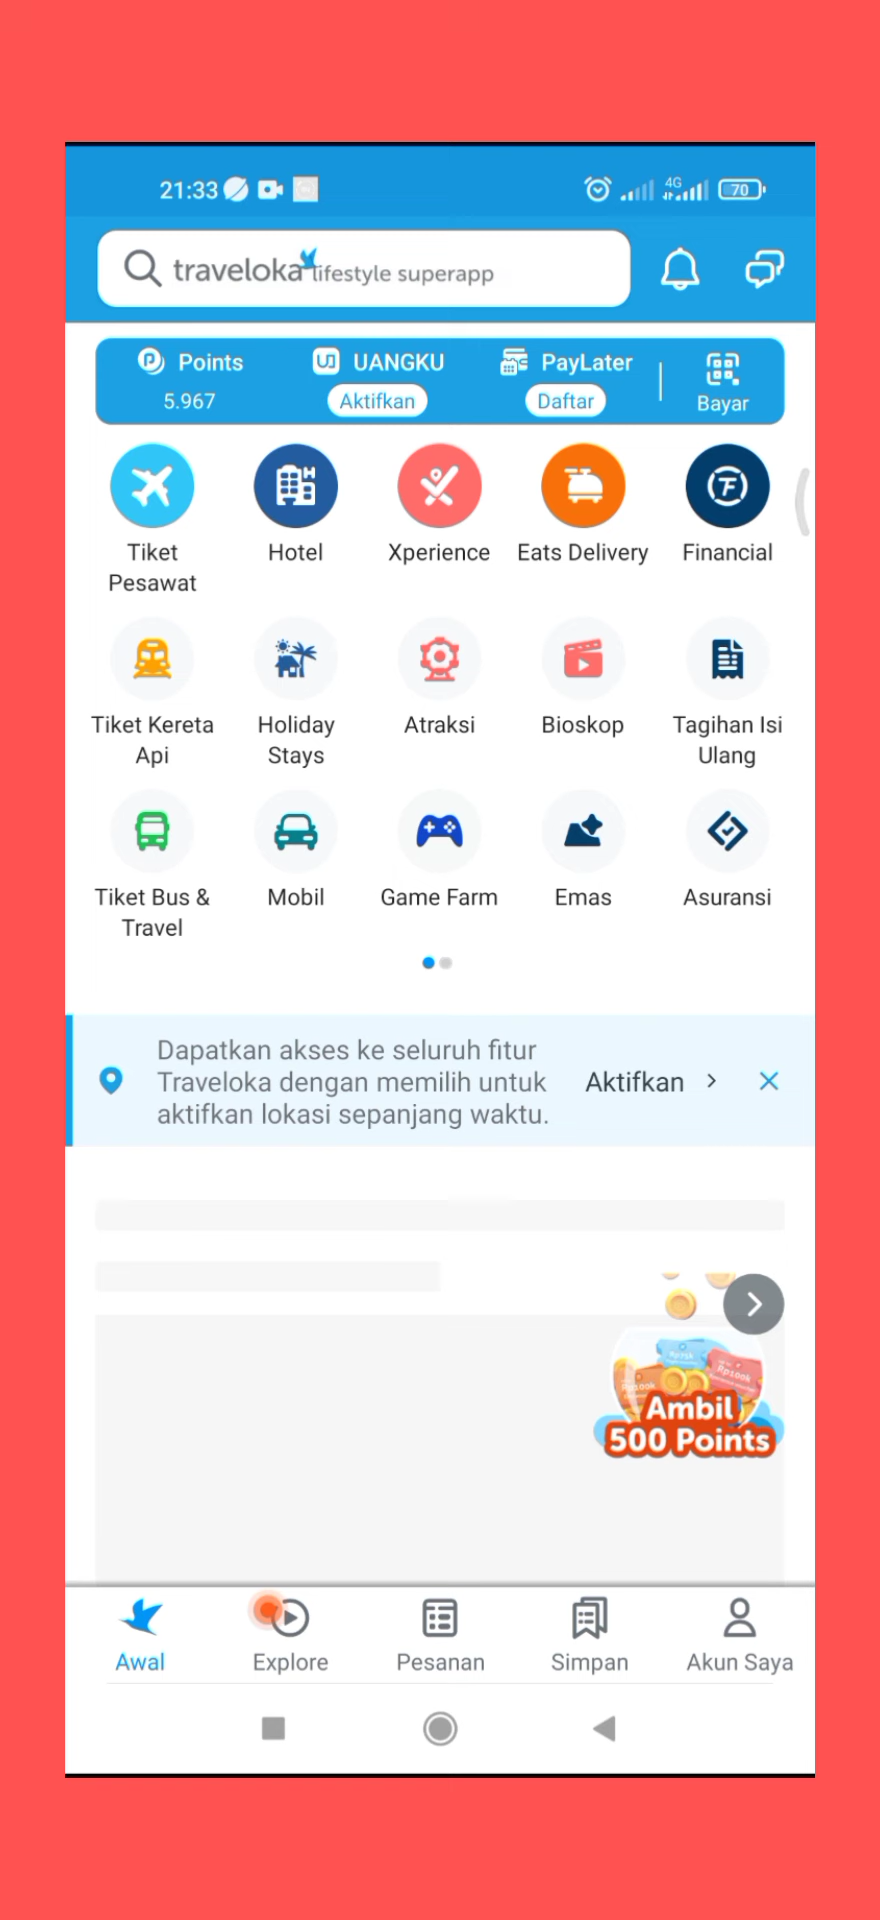 21:33
4G
70
traveloka lifestyle superapp
Points
UANGKU
PayLater
5.967
Aktifkan
Daftar
Bayar
Tiket
Pesawat
Hotel
Xperience
Eats Delivery
Financial
Tiket Kereta
Api
Holiday
Stays
Atraksi
Bioskop
Tagihan Isi
Ulang
Tiket Bus &
Travel
Mobil
Game Farm
Emas
Asuransi
Dapatkan akses ke seluruh fitur
Traveloka dengan memilih untuk
aktifkan lokasi sepanjang waktu.
Aktifkan
Rp100k
Ambil
500 Points
Awal
Explore
Pesanan
Simpan
Akun Saya